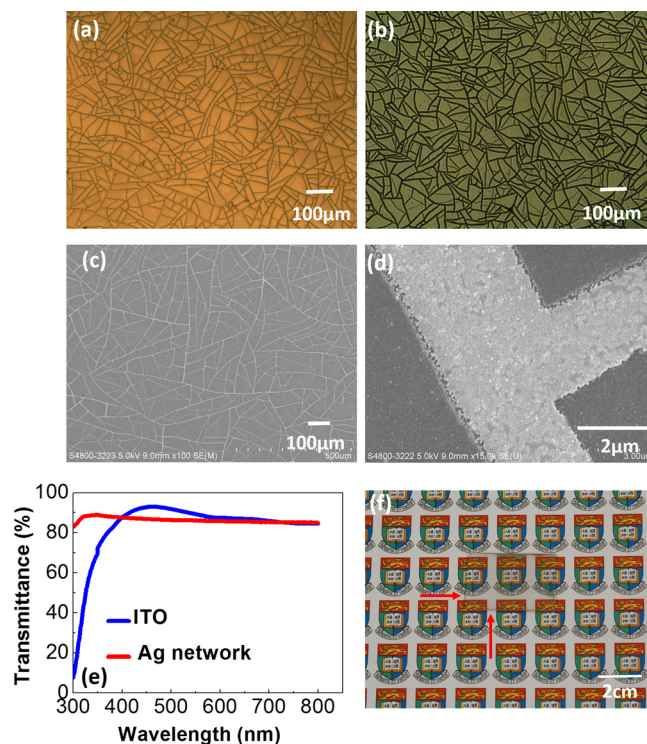 (a)
100µm
(b)
100µm
(c)
100µm
S4800-3223 5.0kV 9.0mm x100 SE(M)
500um
(d)
2µm
S4800-3222 5.0kV 9.0mm
SE(U)
3.00um
Transmittance (%)
100
80
60
40
20
0
ITO
Ag network
(e)
300 400 500 600 700 800
Wavelength (nm)
(f)
2cm